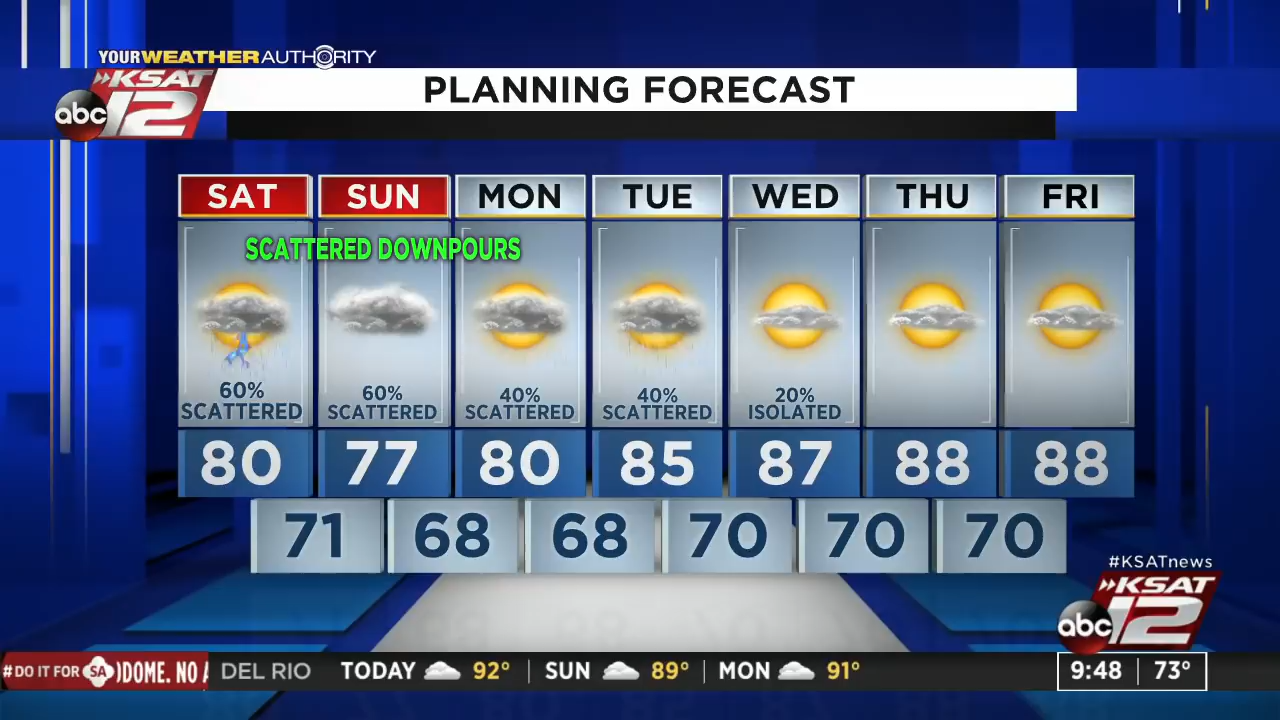 YOURWEATHERAUTHORITY
KSAT
abc 12
PLANNING FORECAST
SAT SUN MON TUE WED THU FRI
SCATTERED DOWNPOURS
60% 60% 40% 40% 20%
SCATTERED SCATTERED SCATTERED SCATTERED ISOLATED
80 77 80 85 87 88 88
71 68 68 70 70 70
#KSATnews
KSAT
abc 12
#DO IT FOR SA DOME. NO A DEL RIO TODAY 92° SUN 89° MON 91° 9:48 73°